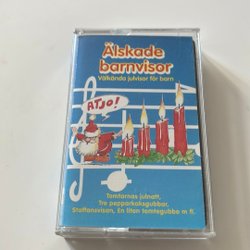 Älskade
barnvisor
Välkända julvisor för barn
ATJO!
Tomtarnas julnatt,
Tre pepparkaksgubbar,
Staffansvisan, En liten tomtegubbe m fl.